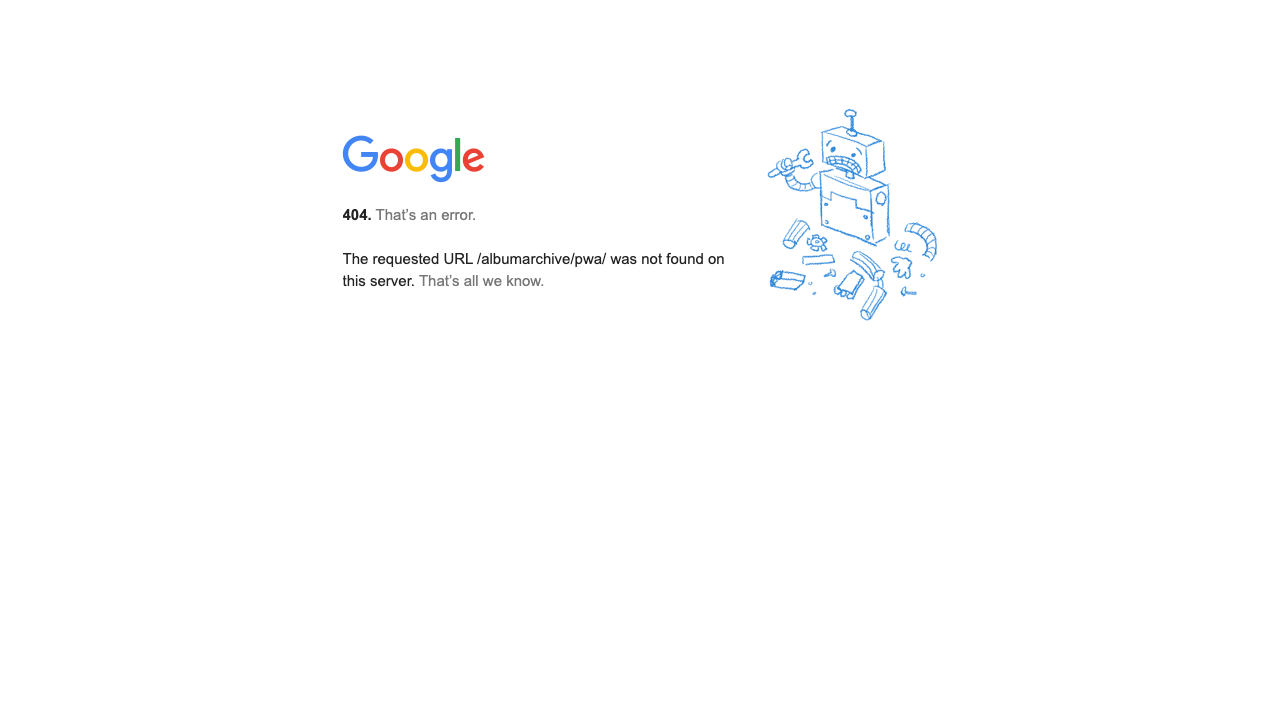 Google
404. That’s an error.
The requested URL /albumarchive/pwa/ was not found on
this server. That’s all we know.